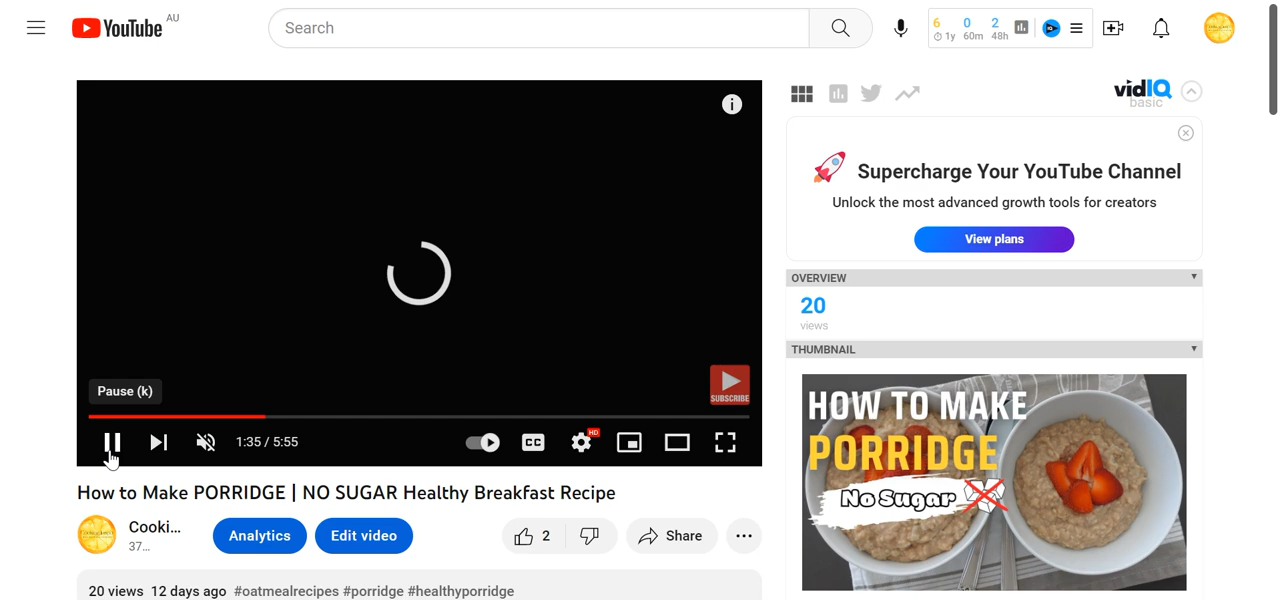 YouTube AU
Search
6 0 2
1y 60m 48h
vidIQ
basic
Supercharge Your YouTube Channel
Unlock the most advanced growth tools for creators
View plans
OVERVIEW
20
views
THUMBNAIL
HOW TO MAKE
PORRIDGE
No Sugar
SUBSCRIBE
Pause (k)
1:35 / 5:55
CC
HD
How to Make PORRIDGE | NO SUGAR Healthy Breakfast Recipe
Cooki...
37...
Analytics
Edit video
2
Share
20 views 12 days ago #oatmealrecipes #porridge #healthyporridge